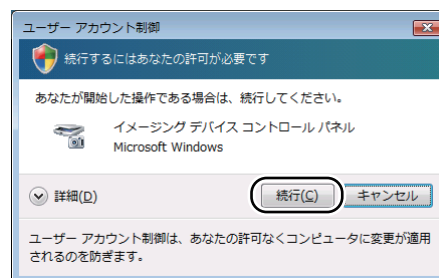 ユーザー アカウント制御
続行するにはあなたの許可が必要です
あなたが開始した操作である場合は、続行してください。
イメージング デバイス コントロール パネル
Microsoft Windows
詳細(D)
続行(C)
キャンセル
ユーザー アカウント制御は、あなたの許可なくコンピュータに変更が適用
されるのを防ぎます。